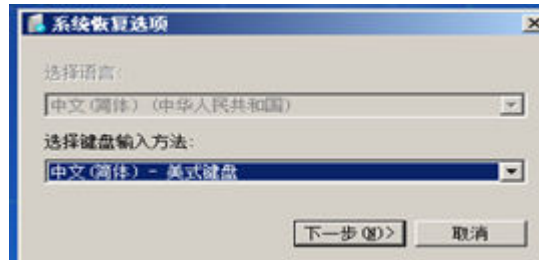 系统恢复选项
选择语言:
中文(简体) (中华人民共和国)
选择键盘输入方法:
中文(简体) - 美式键盘
下一步(N)>
取消